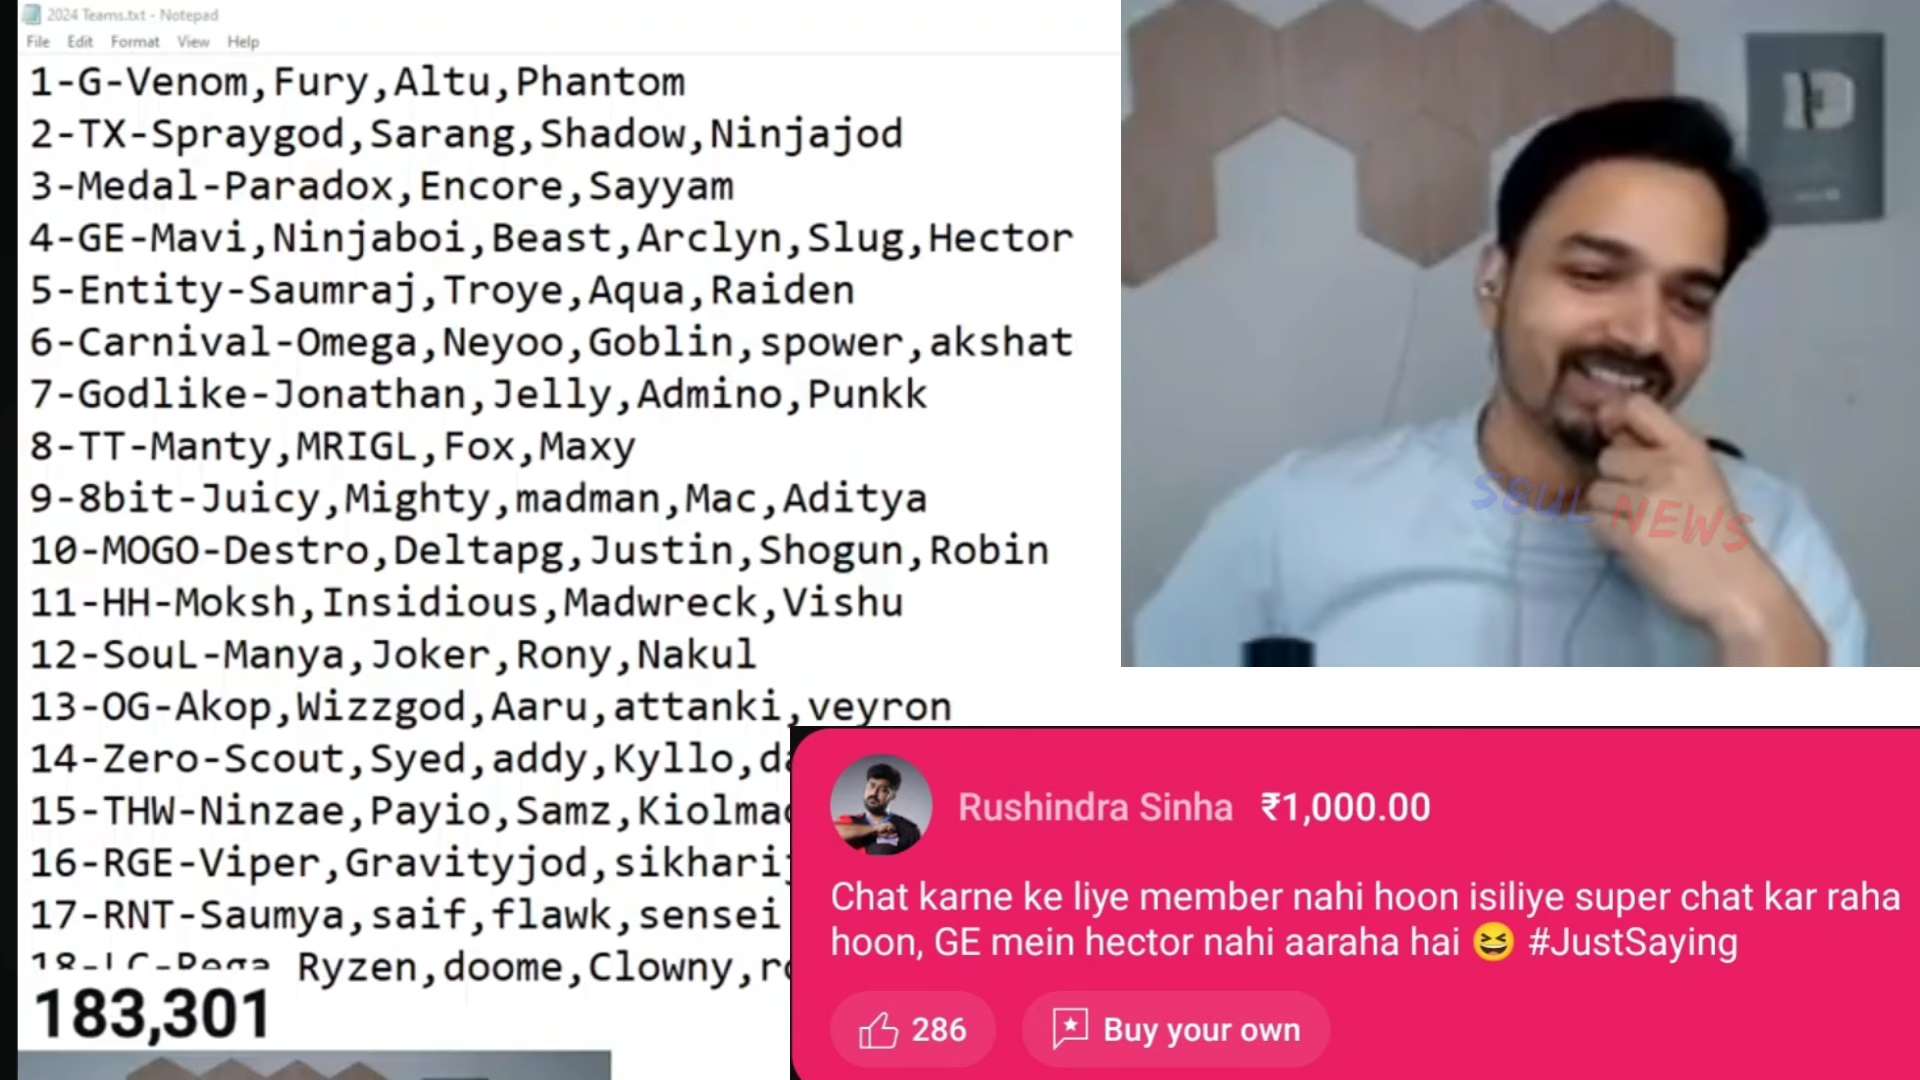 2024 Teams.txt - Notepad
File Edit Format View Help
1-G-Venom,Fury,Altu,Phantom
2-TX-Spraygod,Sarang,Shadow,Ninjajod
3-Medal-Paradox,Encore,Sayyam
4-GE-Mavi,Ninjaboi,Beast,Arclyn,Slug,Hector
5-Entity-Saumraj,Troye,Aqua,Raiden
6-Carnival-Omega,Neyoo,Goblin,spower,akshat
7-Godlike-Jonathan,Jelly,Admino,Punkk
8-TT-Manty,MRIGL,Fox,Maxy
9-8bit-Juicy,Mighty,madman,Mac,Aditya
10-MOGO-Destro,Deltapg,Justin,Shogun,Robin
11-HH-Moksh,Insidious,Madwreck,Vishu
12-SouL-Manya,Joker,Rony,Nakul
13-OG-Akop,Wizzgod,Aaru,attanki,veyron
14-Zero-Scout,Syed,addy,Kyllo,
15-THW-Ninzae,Payio,Samz,
16-RGE-Viper,Gravityjod,
17-RNT-Saumya,saif,flawk,sensei
Ryzen,doome,Clowny,
183,301
S8UL NEWS
Rushindra Sinha ₹1,000.00
Chat karne ke liye member nahi hoon isiliye super chat kar raha
hoon, GE mein hector nahi aaraha hai 😆 #JustSaying
286
Buy your own